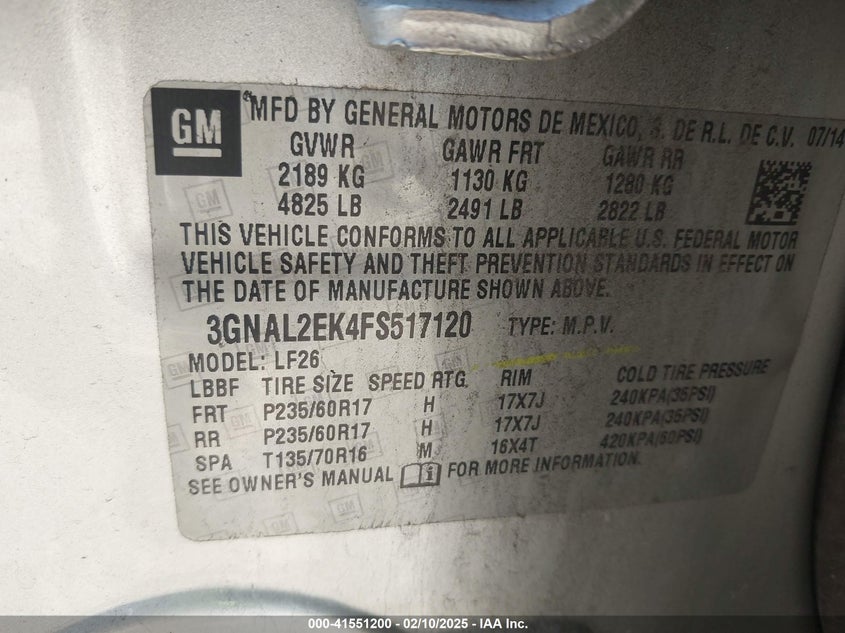 GM
MFD BY GENERAL MOTORS DE MEXICO, S. DE R.L. DE C.V. 07/14
GVWR GAWR FRT GAWR RR
2189 KG 1130 KG 1280 KG
4825 LB 2491 LB 2822 LB
THIS VEHICLE CONFORMS TO ALL APPLICABLE U.S. FEDERAL MOTOR
VEHICLE SAFETY AND THEFT PREVENTION STANDARDS IN EFFECT ON
THE DATE OF MANUFACTURE SHOWN ABOVE.
3GNAL2EK4FS517120 TYPE: M.P.V.
MODEL: LF26
LBBF TIRE SIZE SPEED RTG. RIM COLD TIRE PRESSURE
FRT P235/60R17 H 17X7J 240KPA(35PSI)
RR P235/60R17 H 17X7J 240KPA(35PSI)
SPA T135/70R16 M 16X4T 420KPA(60PSI)
SEE OWNER'S MANUAL FOR MORE INFORMATION.
000-41551200 - 02/10/2025 - IAA Inc.